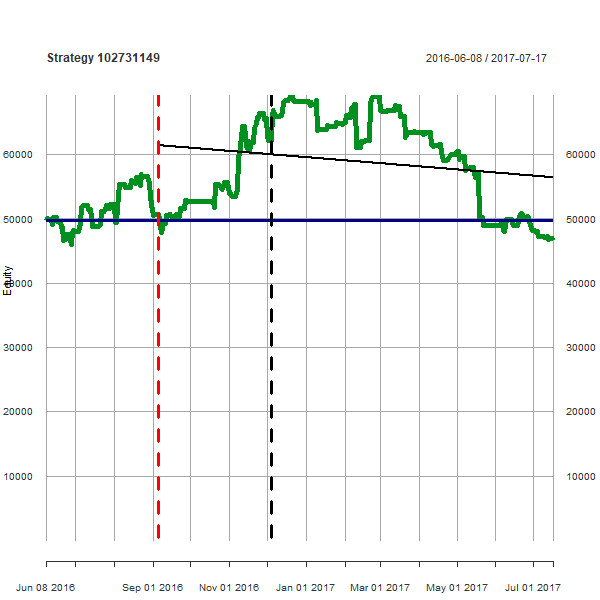 Strategy 102731149 2016-06-08 / 2017-07-17
60000 60000
50000 50000
Equity
40000 40000
30000 30000
20000 20000
10000 10000
Jun 08 2016 Sep 01 2016 Nov 01 2016 Jan 01 2017 Mar 01 2017 May 01 2017 Jul 01 2017